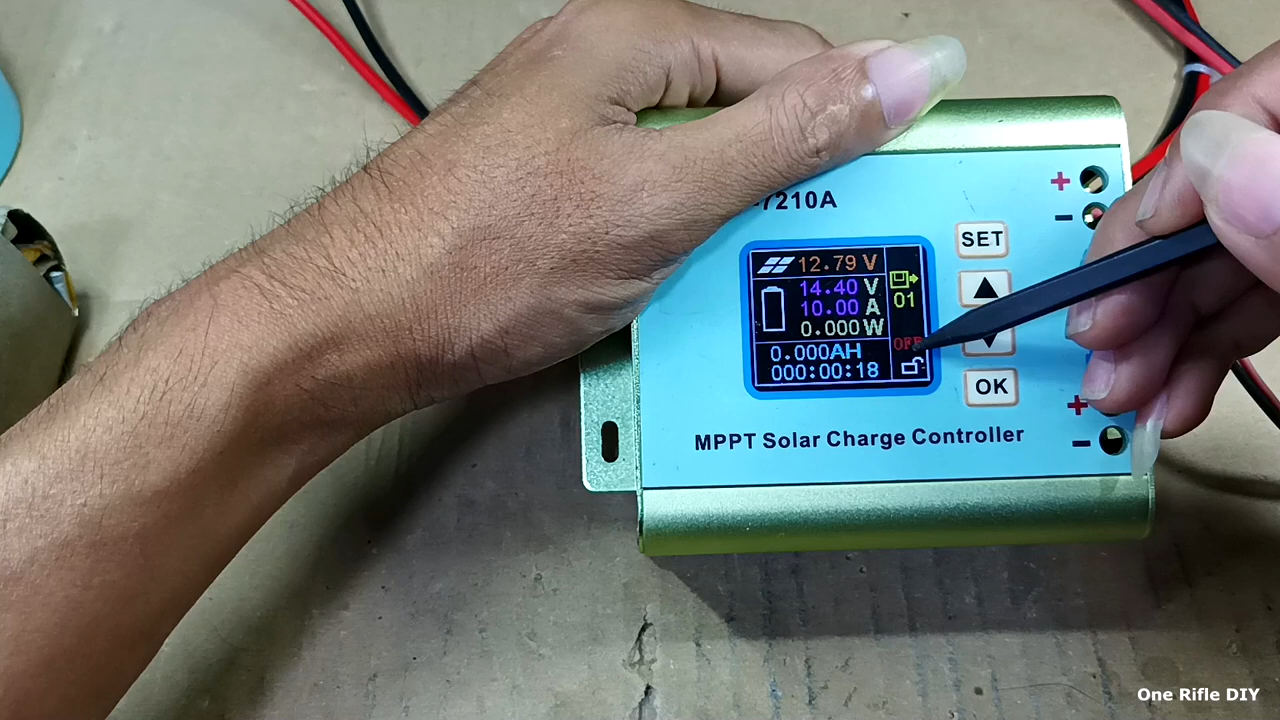 -7210A
+
-
SET
12.79 V
14.40 V
10.00 A
0.000 W
01
OFF
0.000AH
000:00:18
OK
+
-
MPPT Solar Charge Controller
One Rifle DIY